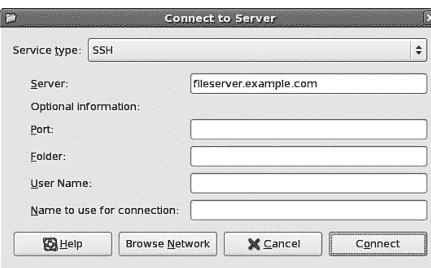 Connect to Server
Service type: SSH
Server: fileserver.example.com
Optional information:
Port:
Folder:
User Name:
Name to use for connection:
Help Browse Network Cancel Connect